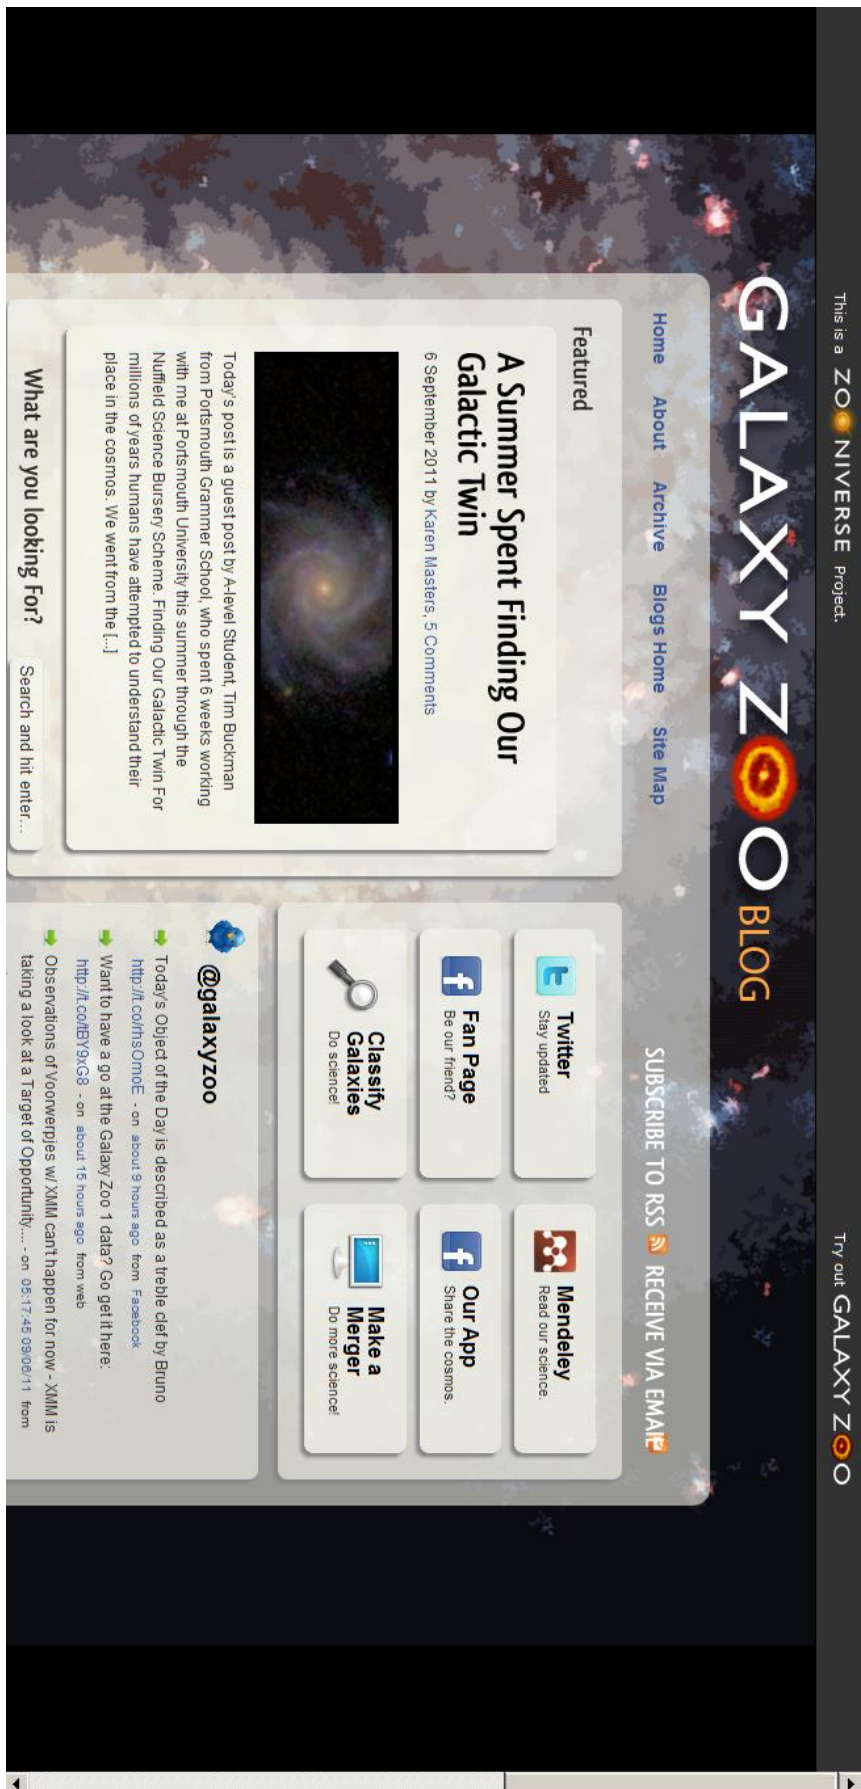 This is a ZOONIVERSE Project.
Try out GALAXY ZOO
GALAXY ZOO BLOG
SUBSCRIBE TO RSS RECEIVE VIA EMAIL
Home About Archive Blogs Home Site Map
Featured
A Summer Spent Finding Our
Galactic Twin
6 September 2011 by Karen Masters, 5 Comments
Today's post is a guest post by A-level Student, Tim Buckman
from Portsmouth Grammer School, who spent 6 weeks working
with me at Portsmouth University this summer through the
Nuffield Science Bursery Scheme. Finding Our Galactic Twin For
millions of years humans have attempted to understand their
place in the cosmos. We went from the [...]
What are you looking For?
Search and hit enter...
Twitter
Stay updated
Mendeley
Read our science.
Fan Page
Be our friend?
Our App
Share the cosmos.
Classify
Galaxies
Do science!
Make a
Merger
Do more science!
@galaxyzoo
Today's Object of the Day is described as a treble clef by Bruno
http://t.co/rhsOmoE - on about 9 hours ago from Facebook
Want to have a go at the Galaxy Zoo 1 data? Go get it here:
http://t.co/tBY9xG8 - on about 15 hours ago from web
Observations of Voorwerpjes w/ XMM can't happen for now - XMM is
taking a look at a Target of Opportunity.... - on 05:17:45 09/06/11 from